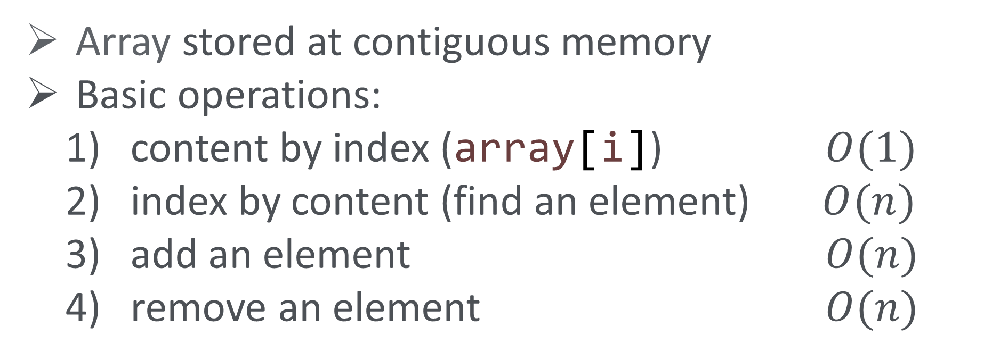 ➢ Array stored at contiguous memory
➢ Basic operations:
1) content by index (array[i]) O(1)
2) index by content (find an element) O(n)
3) add an element O(n)
4) remove an element O(n)